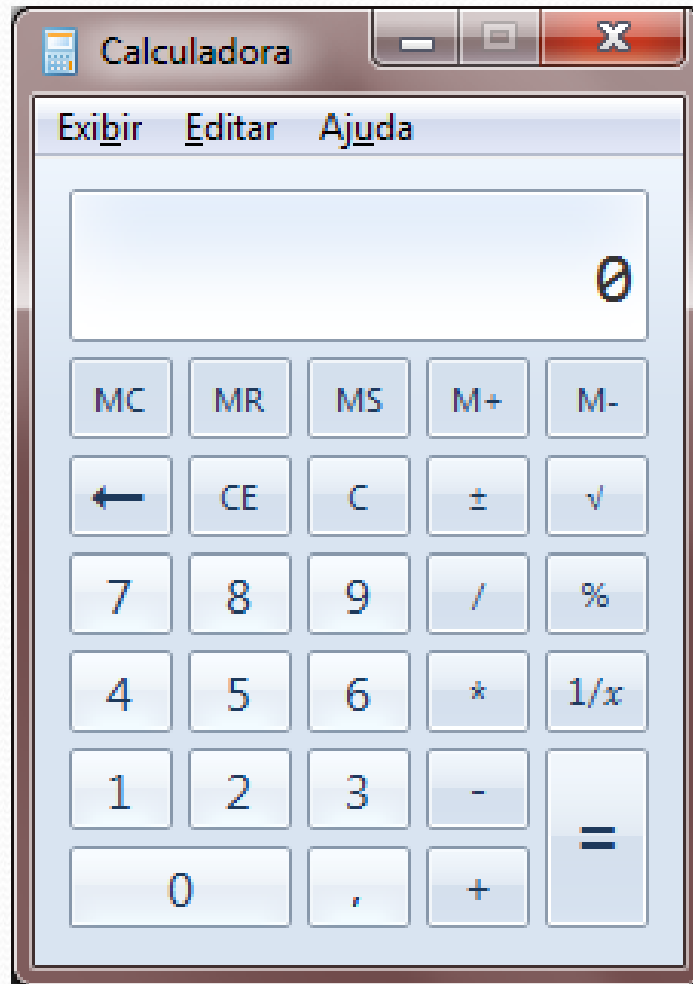 Calculadora
Exibir Editar Ajuda
0
MC MR MS M+ M-
← CE C ± √
7 8 9 / %
4 5 6 * 1/x
1 2 3 - =
0 , +